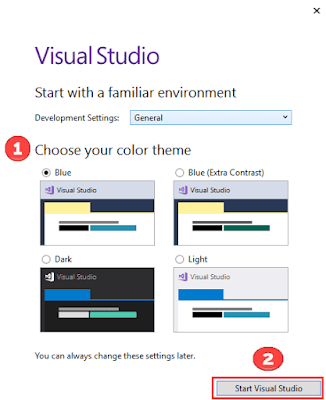 Visual Studio
Start with a familiar environment
Development Settings: General
1 Choose your color theme
Blue
Blue (Extra Contrast)
Visual Studio
Visual Studio
Dark
Light
Visual Studio
Visual Studio
You can always change these settings later.
2
Start Visual Studio